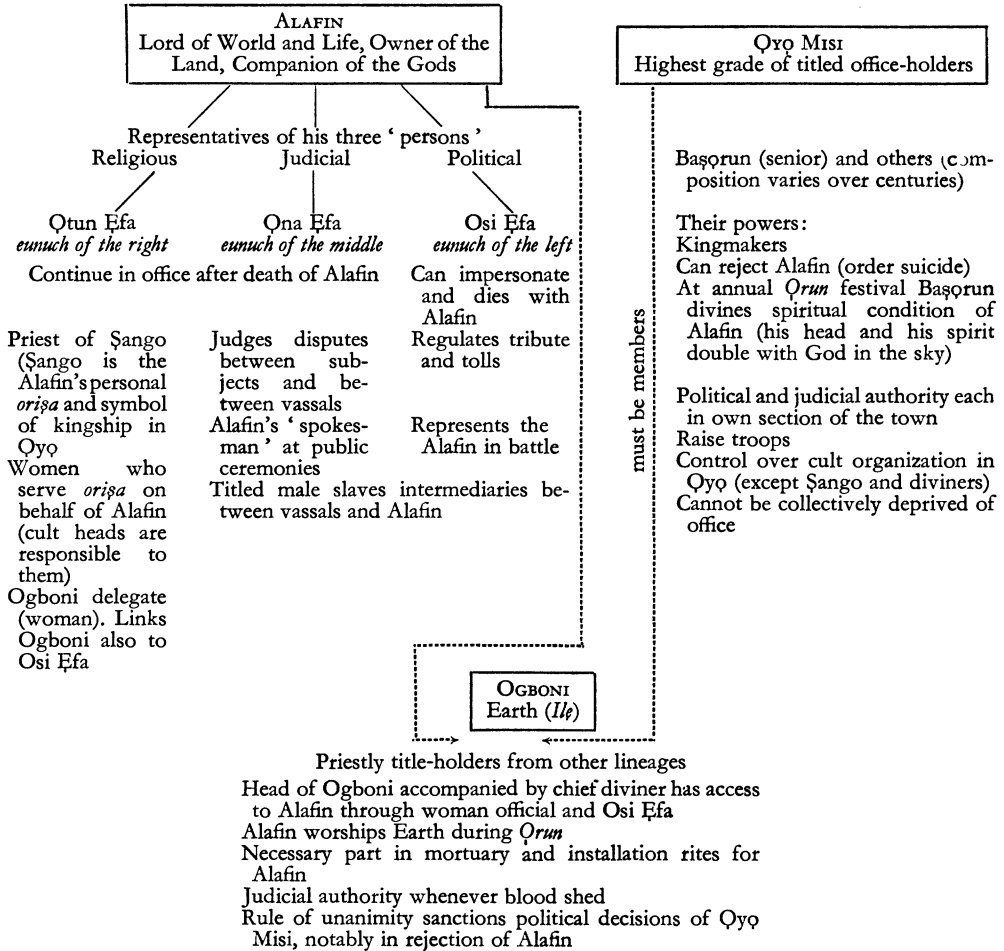 ALAFIN
Lord of World and Life, Owner of the
Land, Companion of the Gods
Representatives of his three ‘ persons ’
Religious
Judicial
Political
Ọtun Ẹfa
eunuch of the right
Ọna Ẹfa
eunuch of the middle
Osi Ẹfa
eunuch of the left
Continue in office after death of Alafin
Can impersonate
and dies with
Alafin
Priest of Ṣango
(Ṣango is the
Alafin's personal
oriṣa and symbol
of kingship in
Ọyọ
Women who
serve oriṣa on
behalf of Alafin
(cult heads are
responsible to
them)
Ogboni delegate
(woman). Links
Ogboni also to
Osi Ẹfa
Judges disputes
between sub-
jects and be-
tween vassals
Alafin's ‘ spokes-
man ’ at public
ceremonies
Titled male slaves intermediaries be-
tween vassals and Alafin
Regulates tribute
and tolls
Represents the
Alafin in battle
ỌYỌ MISI
Highest grade of titled office-holders
must be members
Baṣọrun (senior) and others (com-
position varies over centuries)
Their powers:
Kingmakers
Can reject Alafin (order suicide)
At annual Ọrun festival Baṣọrun
divines spiritual condition of
Alafin (his head and his spirit
double with God in the sky)
Political and judicial authority each
in own section of the town
Raise troops
Control over cult organization in
Ọyọ (except Ṣango and diviners)
Cannot be collectively deprived of
office
OGBONI
Earth (Ilẹ)
Priestly title-holders from other lineages
Head of Ogboni accompanied by chief diviner has access
to Alafin through woman official and Osi Ẹfa
Alafin worships Earth during Ọrun
Necessary part in mortuary and installation rites for
Alafin
Judicial authority whenever blood shed
Rule of unanimity sanctions political decisions of Ọyọ
Misi, notably in rejection of Alafin